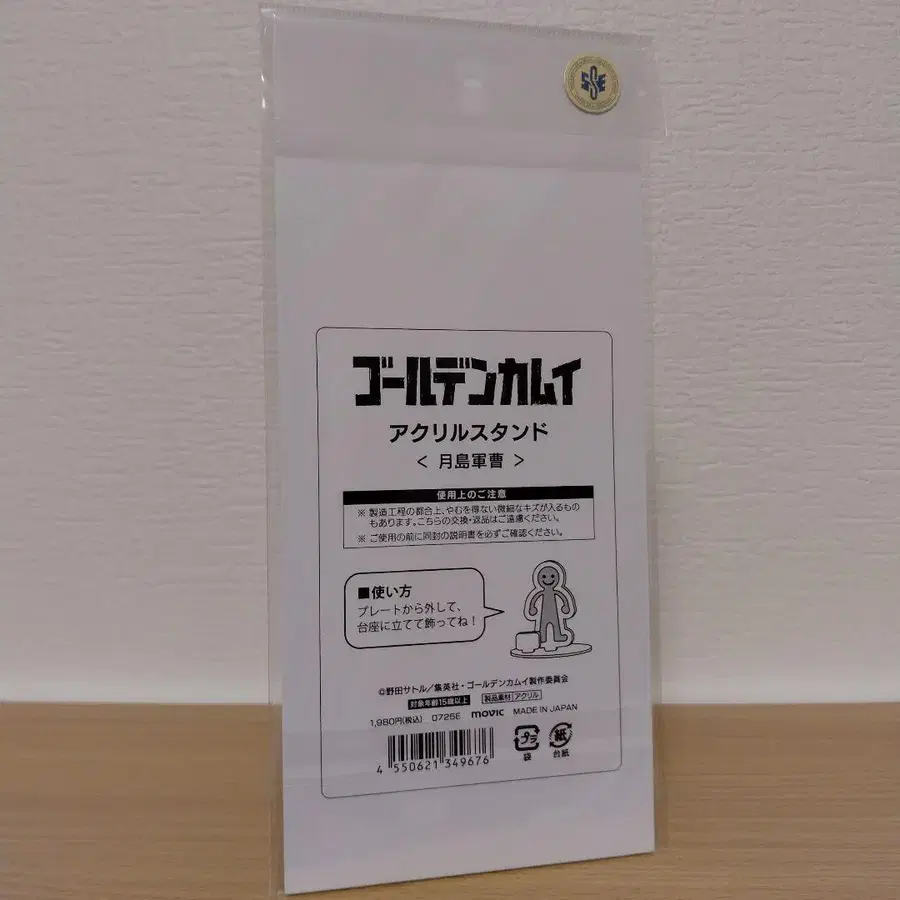 SSE
ゴールデンカムイ
アクリルスタンド
< 月島軍曹 >
使用上のご注意
※ 製造工程の都合上、やむを得ない微細なキズが入るもの
もあります。こちらの交換・返品はご遠慮ください。
※ ご使用の前に同封の説明書を必ずご確認ください。
■使い方
プレートから外して、
台座に立てて飾ってね！
©野田サトル／集英社・ゴールデンカムイ製作委員会
対象年齢15歳以上 製品素材 アクリル
1,980円(税込) 0725E movic MADE IN JAPAN
4 550621 349676
プラ 袋
紙 台紙